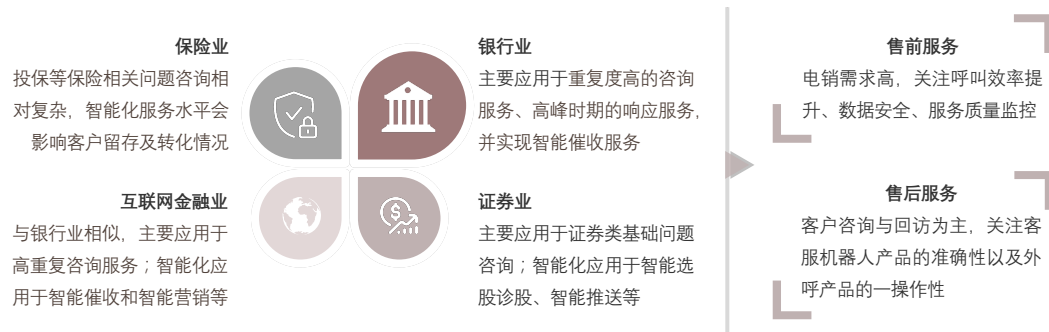 保险业
投保等保险相关问题咨询相
对复杂，智能化服务水平会
影响客户留存及转化情况
银行业
主要应用于重复度高的咨询
服务、高峰时期的响应服务，
并实现智能催收服务
互联网金融业
与银行业相似，主要应用于
高重复咨询服务；智能化应
用于智能催收和智能营销等
证券业
主要应用于证券类基础问题
咨询；智能化应用于智能选
股诊股、智能推送等
售前服务
电销需求高，关注呼叫效率提
升、数据安全、服务质量监控
售后服务
客户咨询与回访为主，关注客
服机器人产品的准确性以及外
呼产品的一操作性